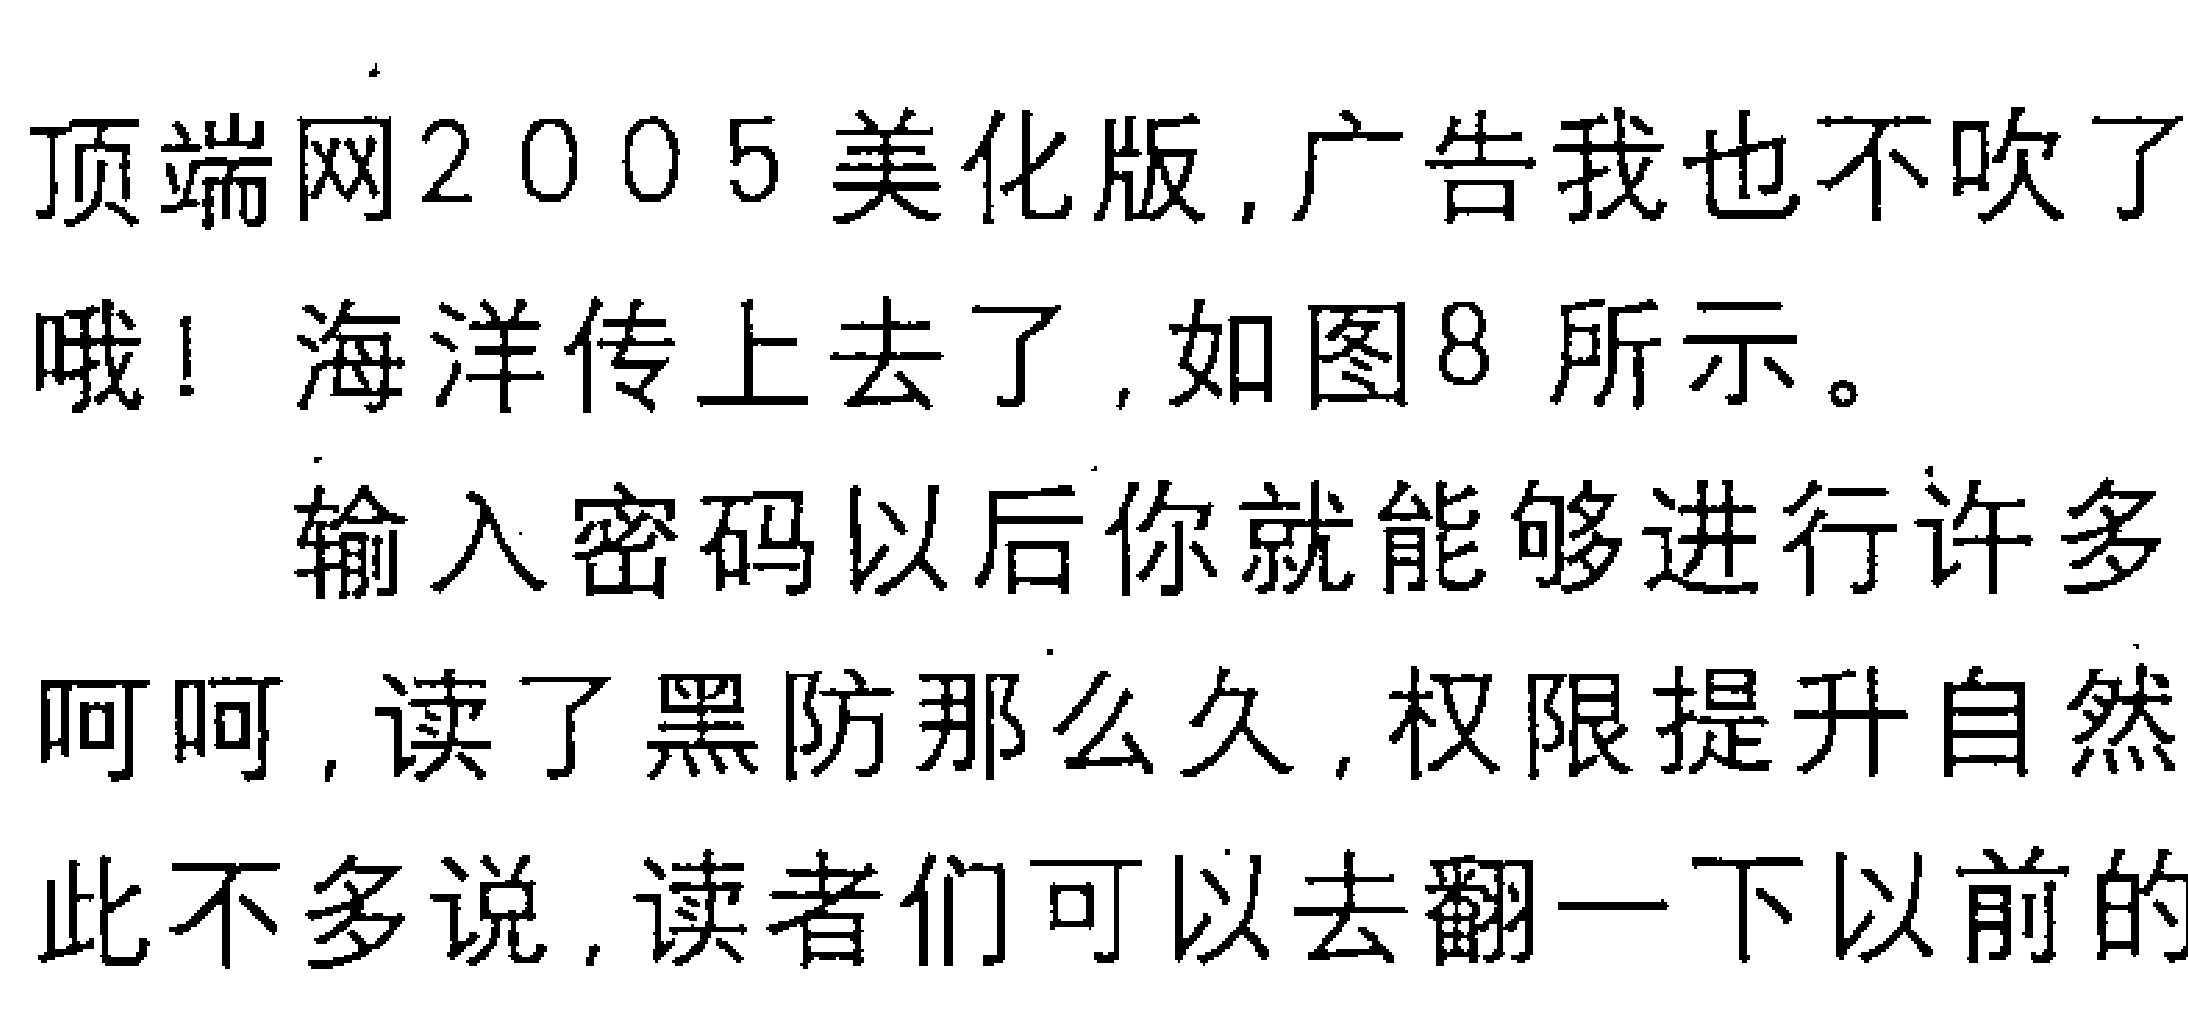 顶端网2005美化版,广告我也不吹了
哦! 海洋传上去了,如图8所示。
输入密码以后你就能够进行许多
呵呵,读了黑防那么久,权限提升自然
此不多说,读者们可以去翻一下以前的